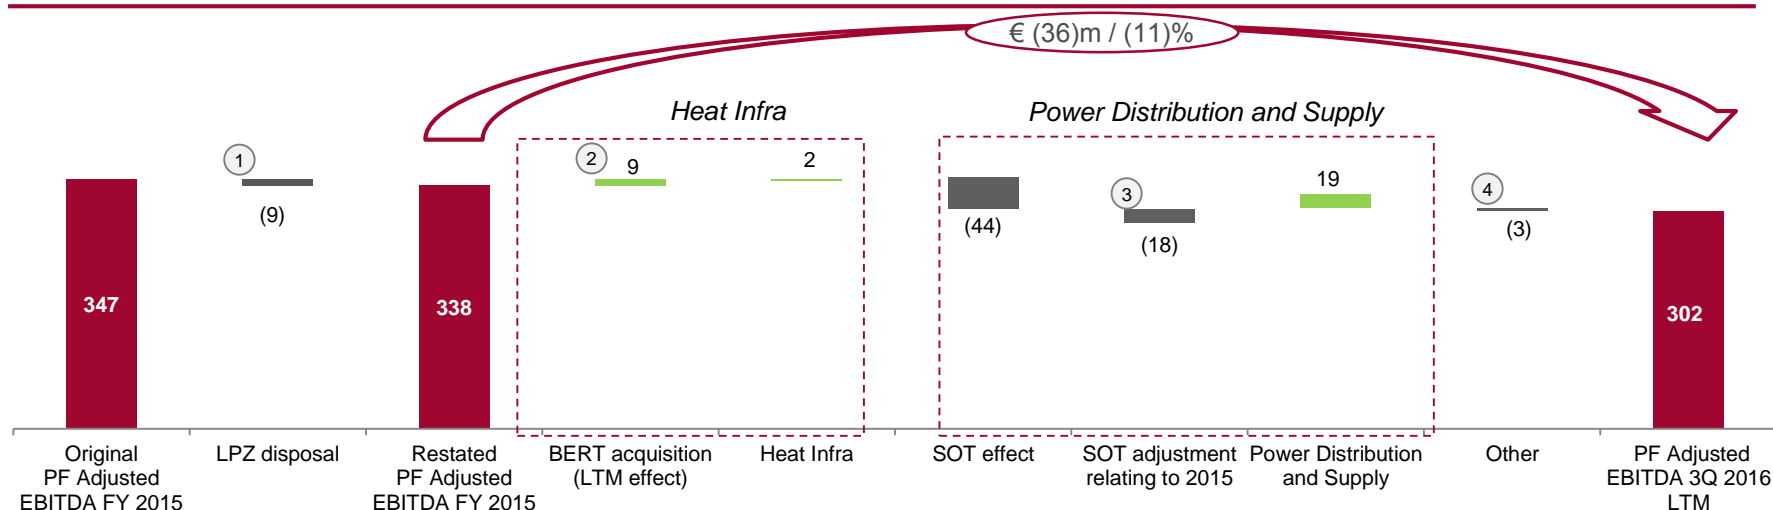 € (36)m / (11)%
Heat Infra
Power Distribution and Supply
1
2
9
2
3
19
4
(9)
(44)
(18)
(3)
347
338
302
Original
PF Adjusted
EBITDA FY 2015
LPZ disposal
Restated
PF Adjusted
EBITDA FY 2015
BERT acquisition
(LTM effect)
Heat Infra
SOT effect
SOT adjustment
relating to 2015
Power Distribution
and Supply
Other
PF Adjusted
EBITDA 3Q 2016
LTM